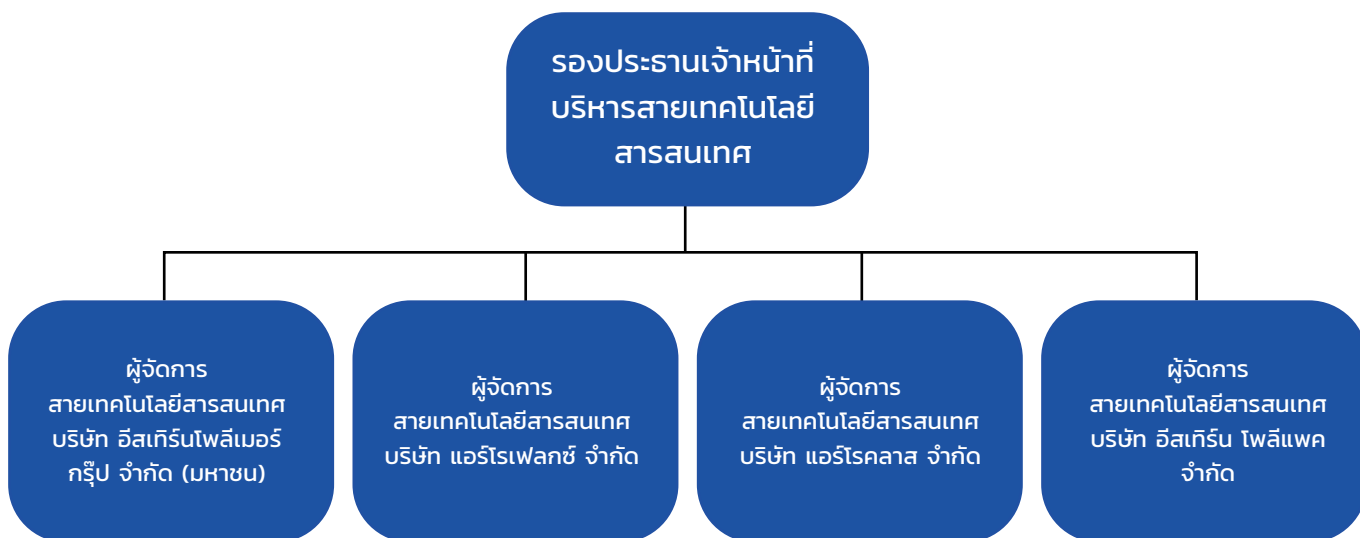 รองประธานเจ้าหน้าที่
บริหารสายเทคโนโลยี
สารสนเทศ
ผู้จัดการ
สายเทคโนโลยีสารสนเทศ
บริษัท อีสเทิร์นโพลีเมอร์
กรุ๊ป จำกัด (มหาชน)
ผู้จัดการ
สายเทคโนโลยีสารสนเทศ
บริษัท แอร์โรเฟลกซ์ จำกัด
ผู้จัดการ
สายเทคโนโลยีสารสนเทศ
บริษัท แอร์โรคลาส จำกัด
ผู้จัดการ
สายเทคโนโลยีสารสนเทศ
บริษัท อีสเทิร์น โพลีแพค
จำกัด